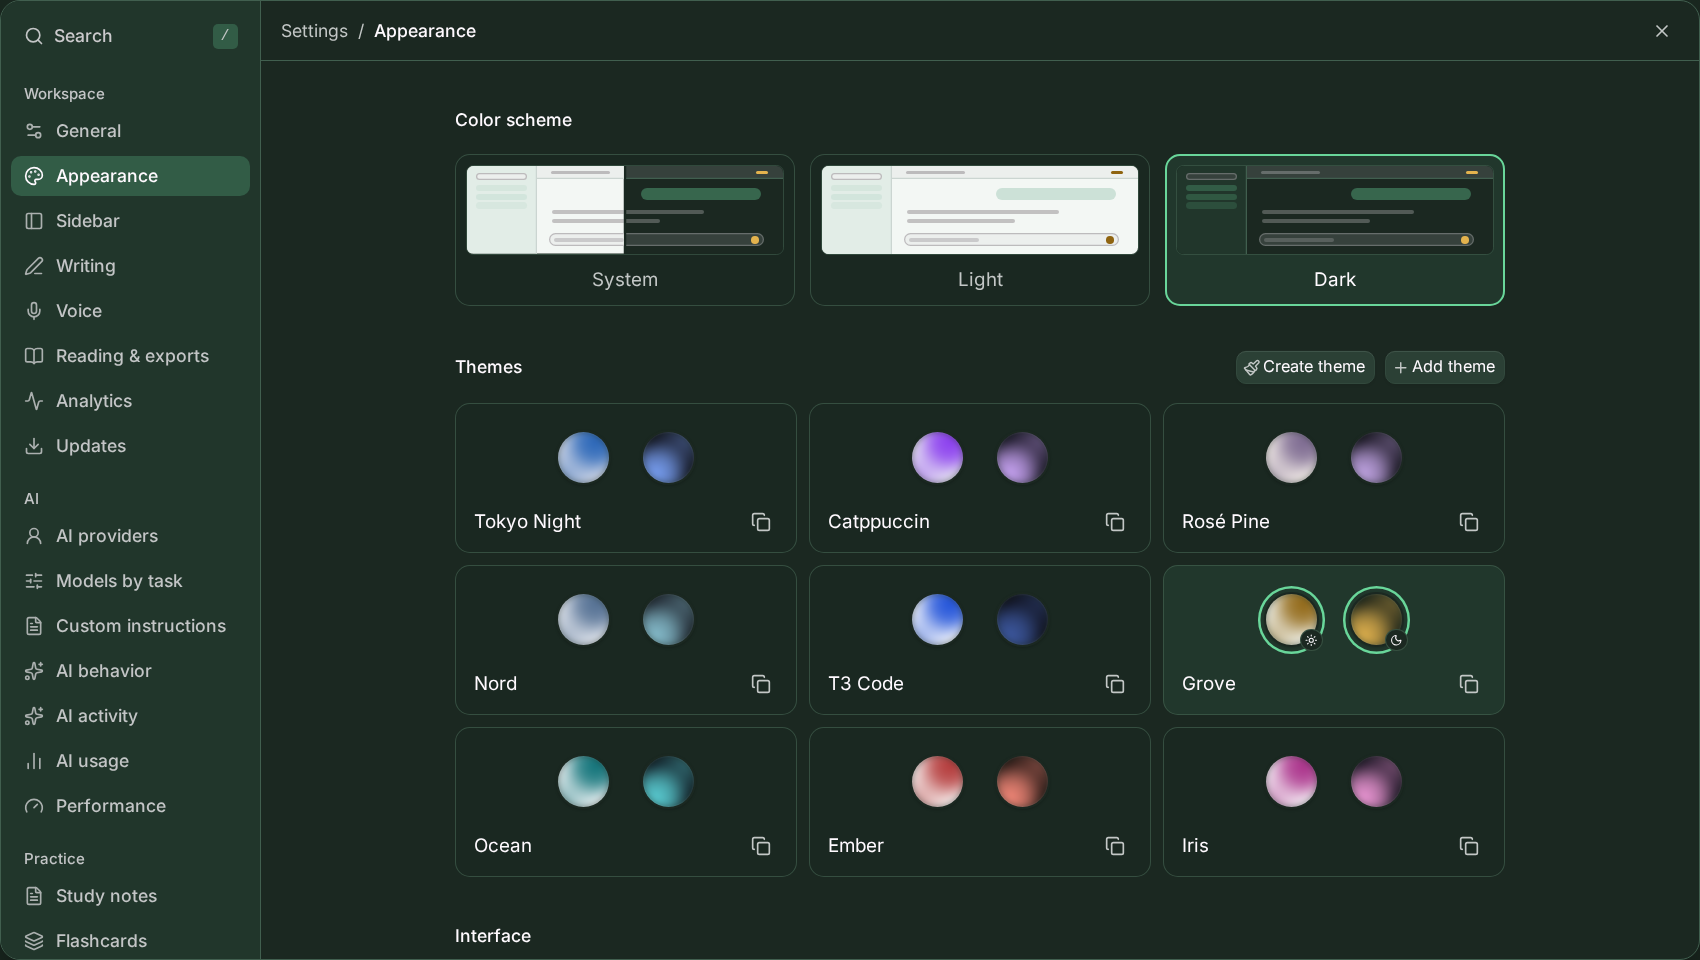 Search /
Workspace
General
Appearance
Sidebar
Writing
Voice
Reading & exports
Analytics
Updates
AI
AI providers
Models by task
Custom instructions
AI behavior
AI activity
AI usage
Performance
Practice
Study notes
Flashcards
Settings / Appearance
Color scheme
System
Light
Dark
Themes
Create theme
Add theme
Tokyo Night
Catppuccin
Rosé Pine
Nord
T3 Code
Grove
Ocean
Ember
Iris
Interface